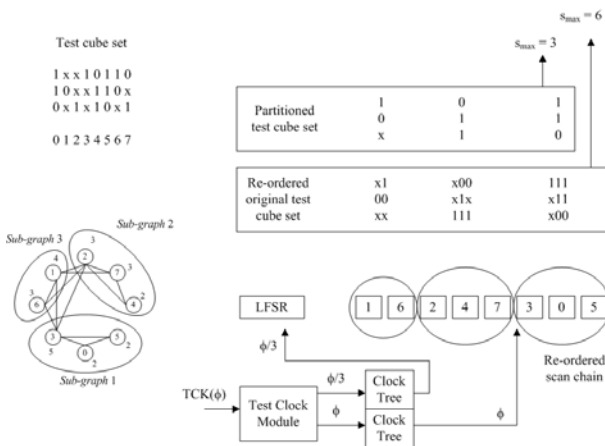 s_max = 6
Test cube set
s_max = 3
1 x x 1 0 1 1 0
1 0 x x 1 1 0 x
0 x 1 x 1 0 x 1
0 1 2 3 4 5 6 7
Partitioned
test cube set
1 0 1
0 1 1
x 1 0
Re-ordered
original test
cube set
x1 x00 111
00 x1x x11
xx 111 x00
Sub-graph 2
Sub-graph 3
3
4
2
1
7
3
3
6
4
2
3
5
5
0
2
2
Sub-graph 1
LFSR
1 6 2 4 7 3 0 5
ϕ/3
Re-ordered
scan chain
TCK(ϕ)
Test Clock
Module
ϕ/3
ϕ
Clock
Tree
Clock
Tree
ϕ